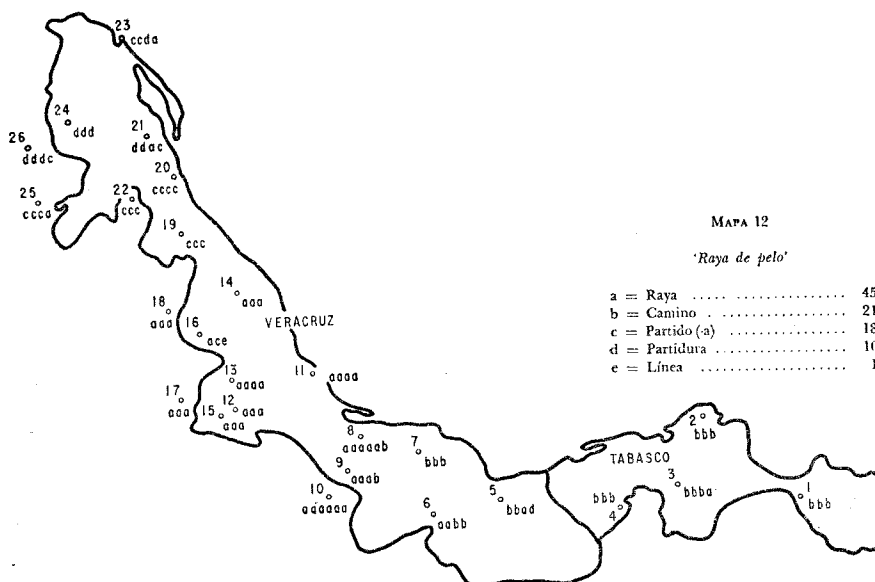 23
ccda
24
ddd
26
dddc
21
ddac
20
cccc
25
ccca
22
ccc
19
ccc
MAPA 12
'Raya de pelo'
a = Raya ..... ................. 45
b = Camino . .................... 21
c = Partido (-a) ................. 18
d = Partidura .................... 10
e = Línea ..................... 1
14
aaa
18
aaa
VERACRUZ
16
ace
11 aaaa
13
aaaa
17
aaa
12
aaa
15
aaa
8
aaaaab
7
bbb
9
aaab
10
aaaaaa
6
aabb
5
bbad
TABASCO
2
bbb
3
bbba
bbb
4
1
bbb